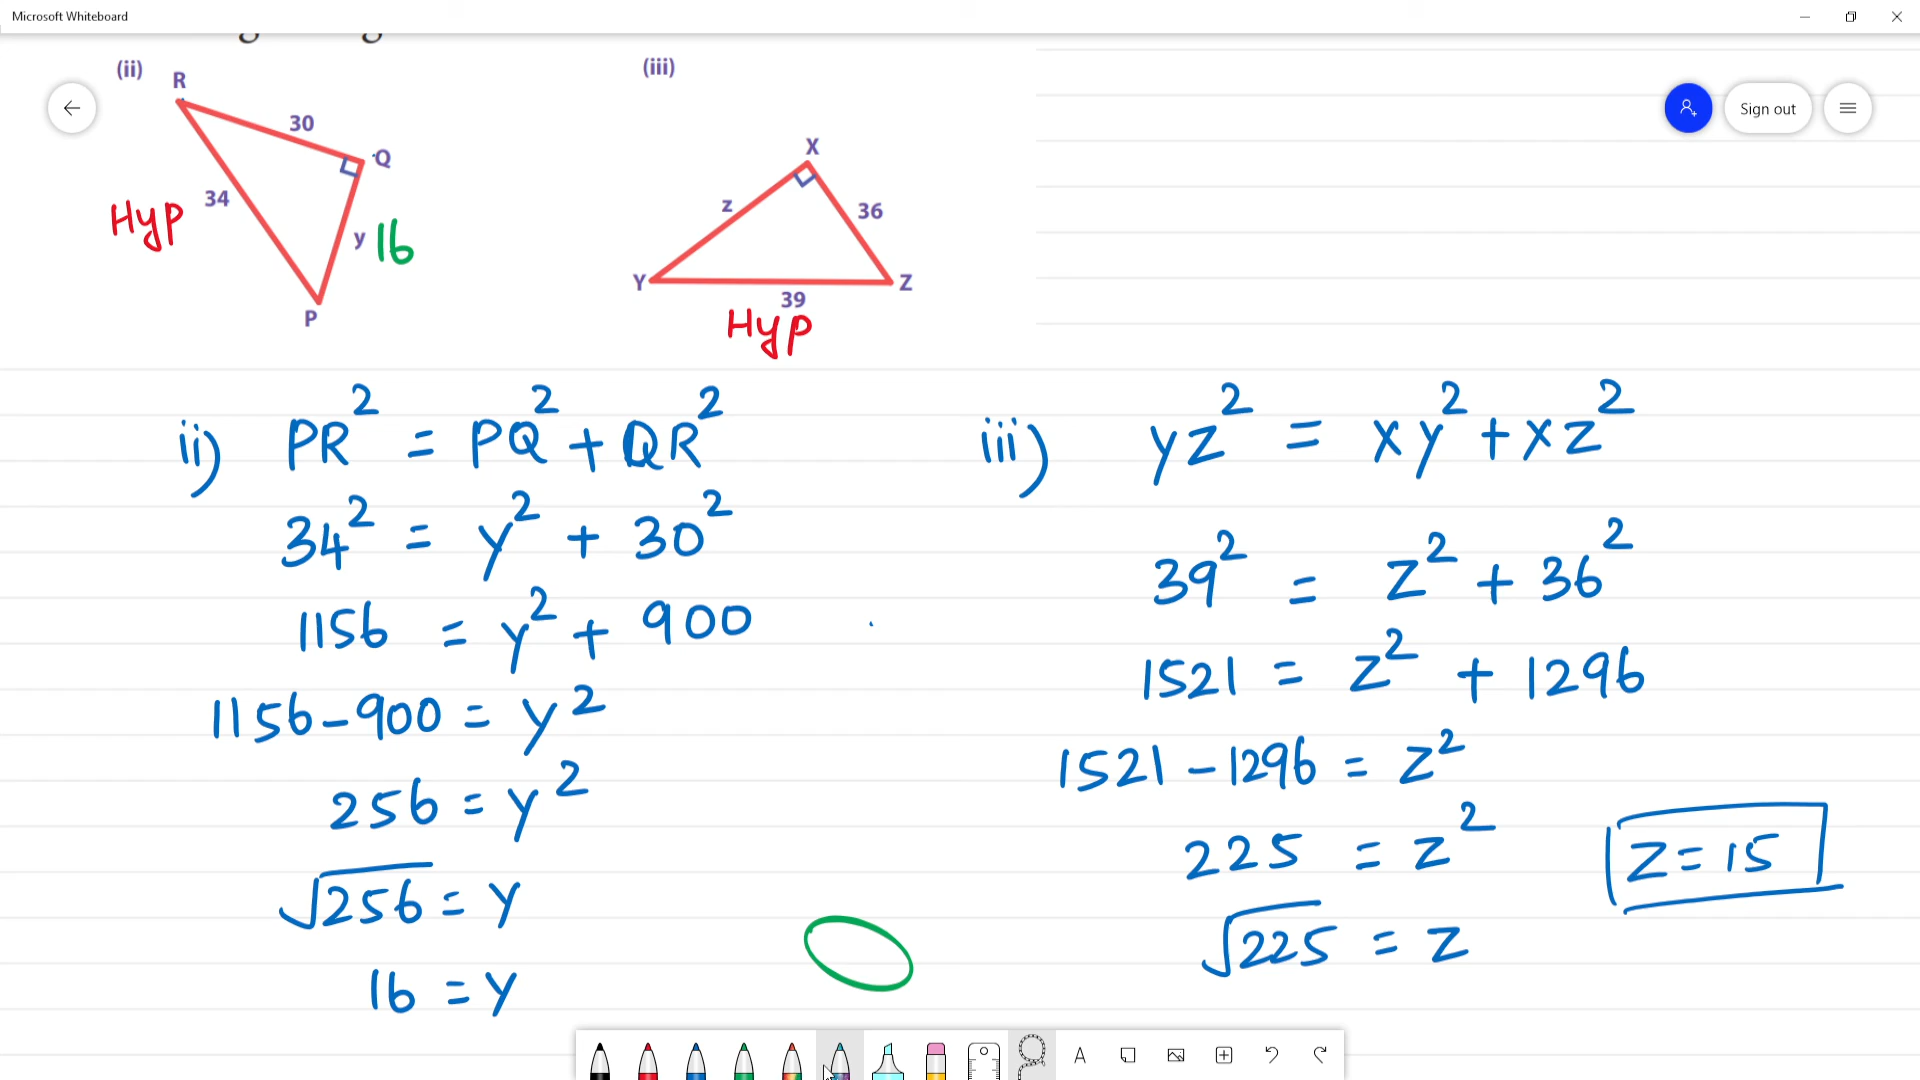 Microsoft Whiteboard
Sign out
(ii)
R
30
Q
34
Hyp
y 16
P
(iii)
X
z
36
Y
Z
39
Hyp
ii) PR² = PQ² + QR²
34² = y² + 30²
1156 = y² + 900
1156 - 900 = y²
256 = y²
√256 = y
16 = y
iii) YZ² = XY² + XZ²
39² = z² + 36²
1521 = z² + 1296
1521 - 1296 = z²
225 = z²
√225 = z
z = 15
A